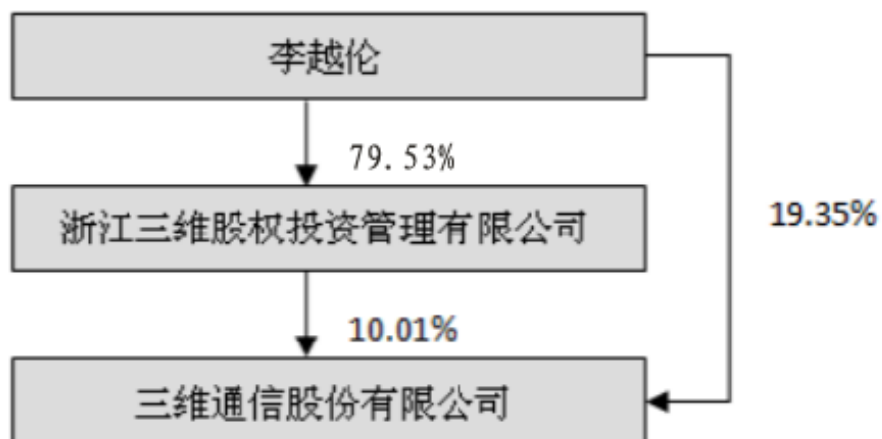 李越伦
79.53%
浙江三维股权投资管理有限公司
19.35%
10.01%
三维通信股份有限公司